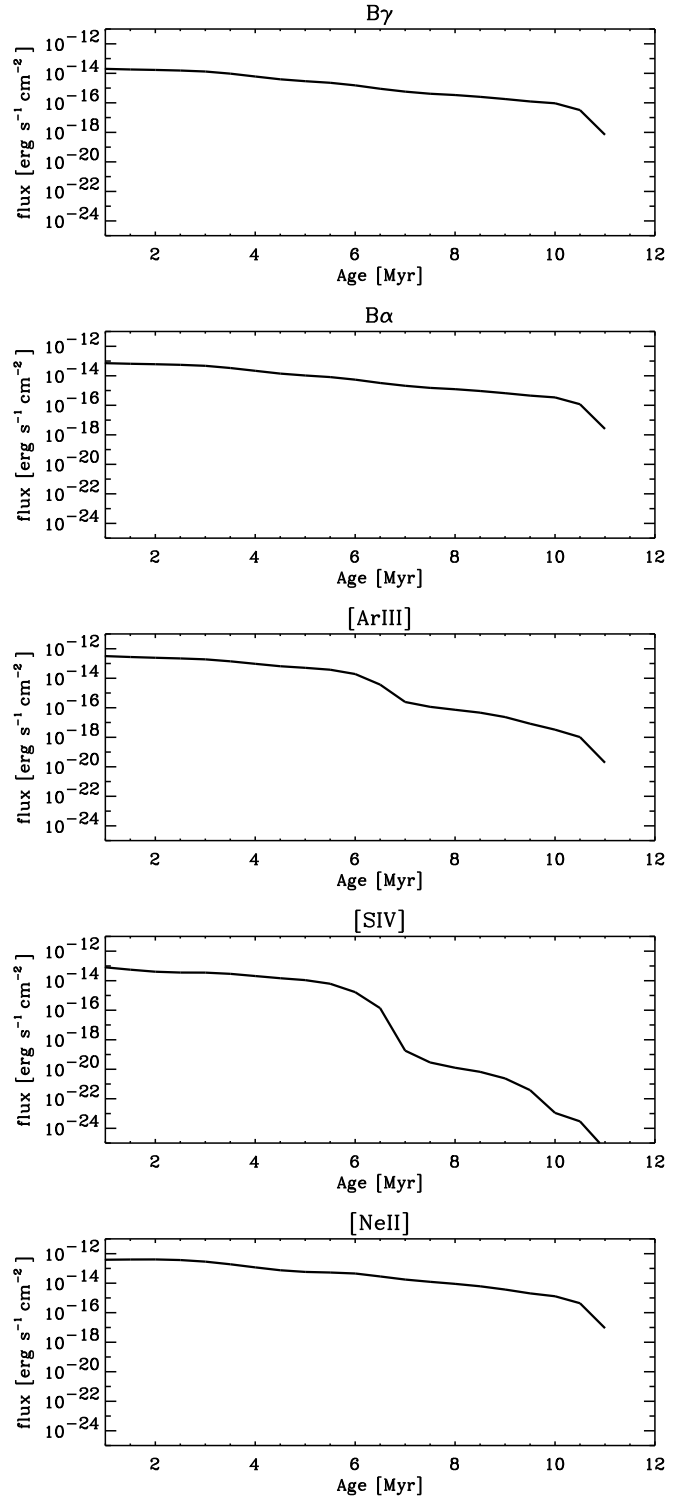 Bγ
10⁻¹²
10⁻¹⁴
10⁻¹⁶
10⁻¹⁸
10⁻²⁰
10⁻²²
10⁻²⁴
flux [erg s⁻¹ cm⁻² ]
2 4 6 8 10 12
Age [Myr]
Bα
10⁻¹²
10⁻¹⁴
10⁻¹⁶
10⁻¹⁸
10⁻²⁰
10⁻²²
10⁻²⁴
flux [erg s⁻¹ cm⁻² ]
2 4 6 8 10 12
Age [Myr]
[ArIII]
10⁻¹²
10⁻¹⁴
10⁻¹⁶
10⁻¹⁸
10⁻²⁰
10⁻²²
10⁻²⁴
flux [erg s⁻¹ cm⁻² ]
2 4 6 8 10 12
Age [Myr]
[SIV]
10⁻¹²
10⁻¹⁴
10⁻¹⁶
10⁻¹⁸
10⁻²⁰
10⁻²²
10⁻²⁴
flux [erg s⁻¹ cm⁻² ]
2 4 6 8 10 12
Age [Myr]
[NeII]
10⁻¹²
10⁻¹⁴
10⁻¹⁶
10⁻¹⁸
10⁻²⁰
10⁻²²
10⁻²⁴
flux [erg s⁻¹ cm⁻² ]
2 4 6 8 10 12
Age [Myr]